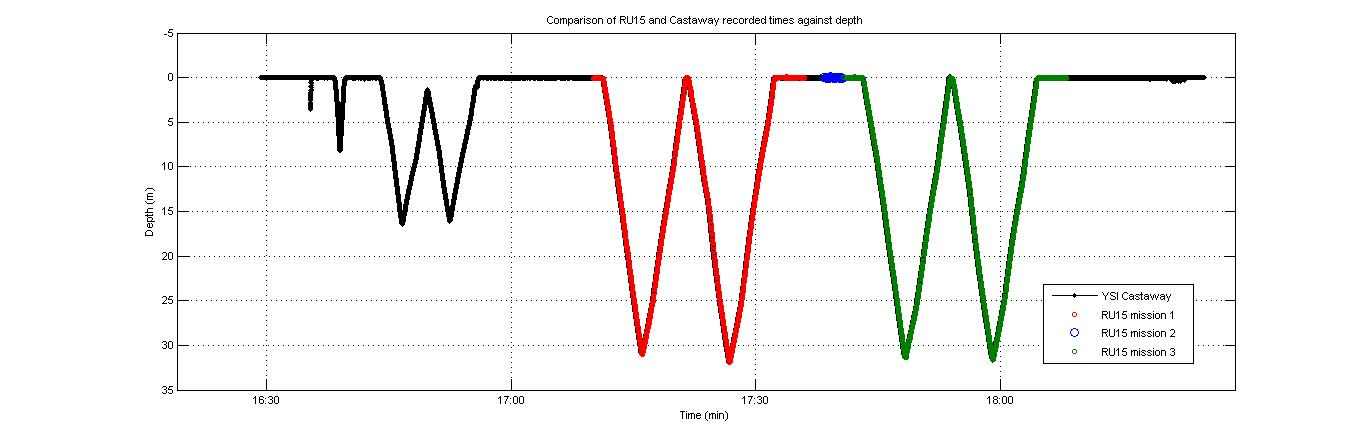 Comparison of RU15 and Castaway recorded times against depth
-5
0
5
10
15
20
25
30
35
Depth (m)
16:30
17:00
17:30
18:00
Time (min)
YSI Castaway
RU15 mission 1
RU15 mission 2
RU15 mission 3